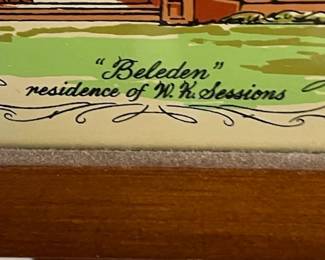 "Beleden"
residence of W.K. Sessions